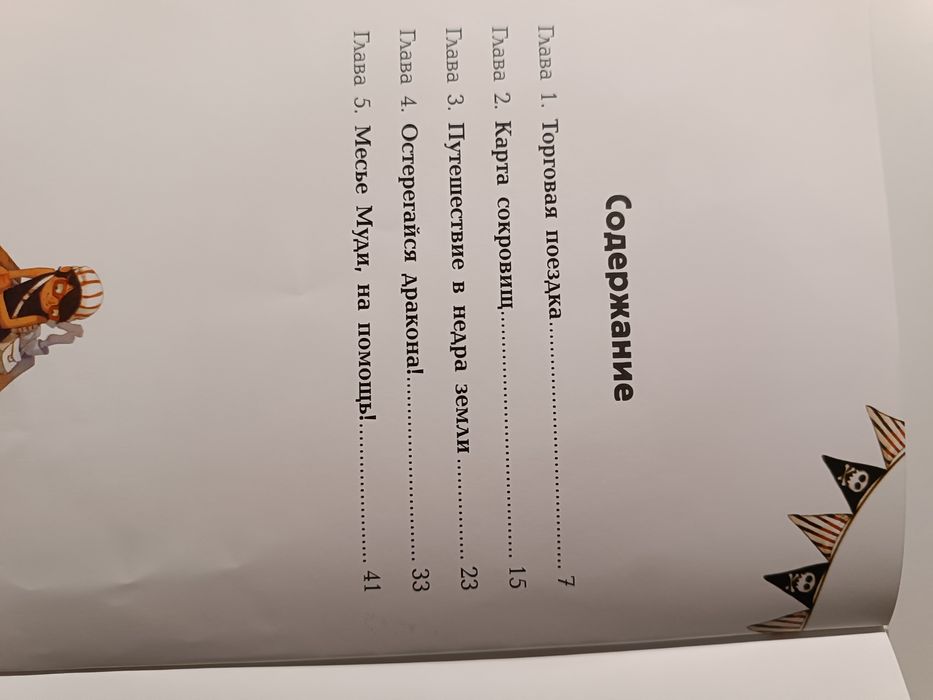 Содержание
Глава 1. Торговая поездка.............................. 7
Глава 2. Карта сокровищ.............................. 15
Глава 3. Путешествие в недра земли ............. 23
Глава 4. Остерегайся дракона!...................... 33
Глава 5. Месье Муди, на помощь!................. 41